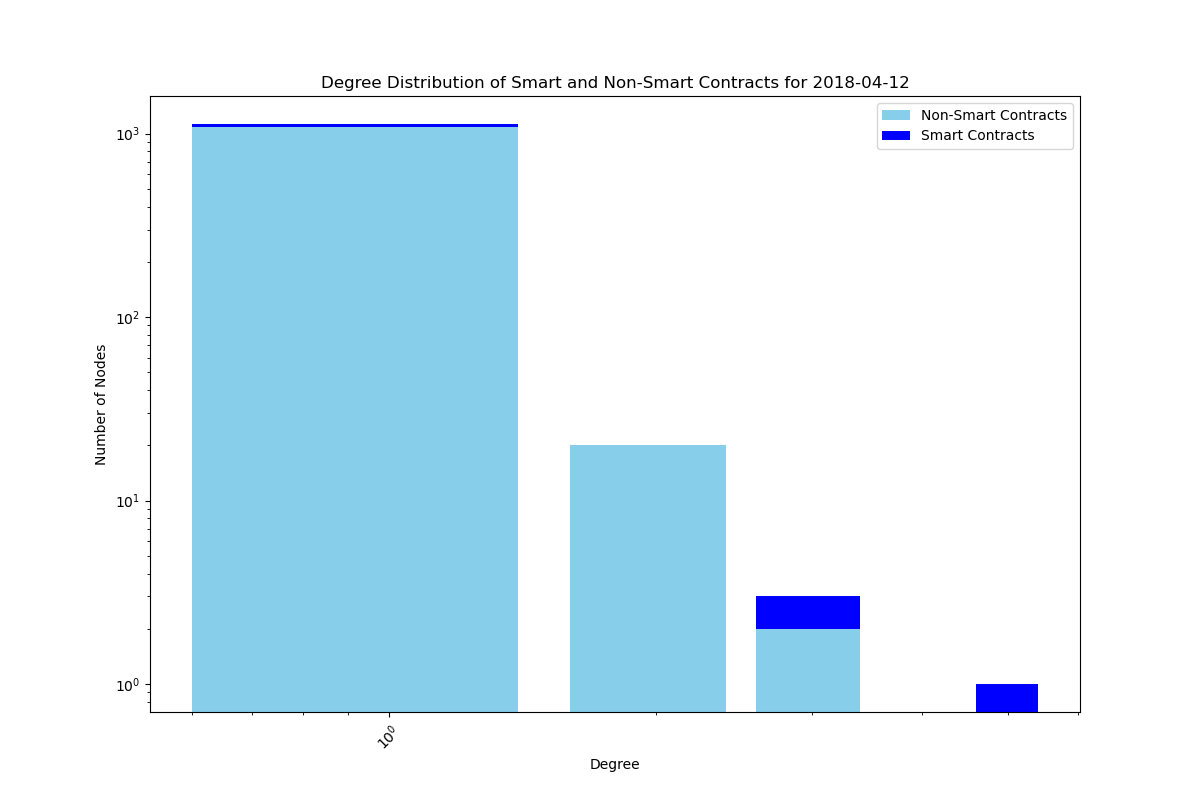 Degree Distribution of Smart and Non-Smart Contracts for 2018-04-12
Non-Smart Contracts
Smart Contracts
Number of Nodes
10³
10²
10¹
10⁰
10⁰
Degree